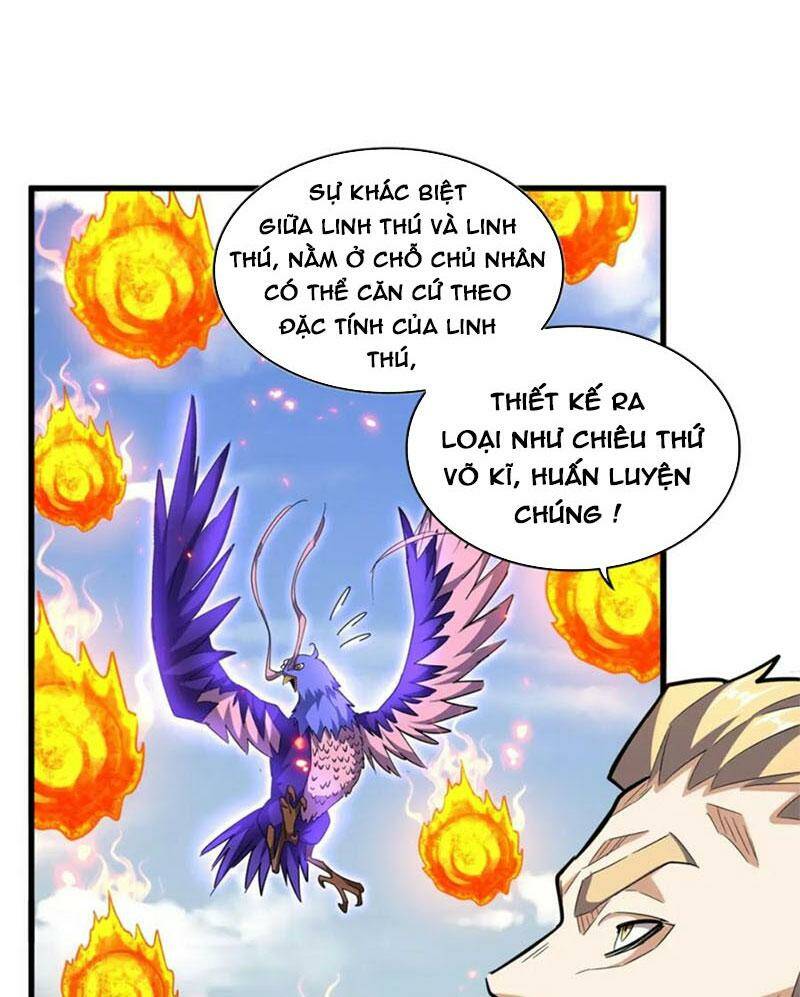 SỰ KHÁC BIỆT
GIỮA LINH THÚ VÀ LINH
THÚ, NẰM Ở CHỖ CHỦ NHÂN
CÓ THỂ CĂN CỨ THEO
ĐẶC TÍNH CỦA LINH
THÚ,
THIẾT KẾ RA
LOẠI NHƯ CHIÊU THỨ
VÕ KĨ, HUẤN LUYỆN
CHÚNG !